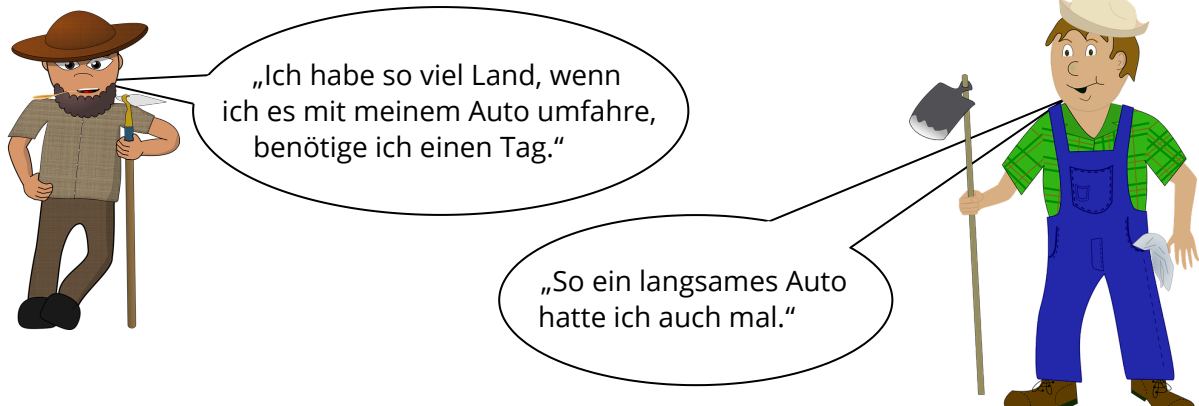 „Ich habe so viel Land, wenn
ich es mit meinem Auto umfahre,
benötige ich einen Tag.“
„So ein langsames Auto
hatte ich auch mal.“